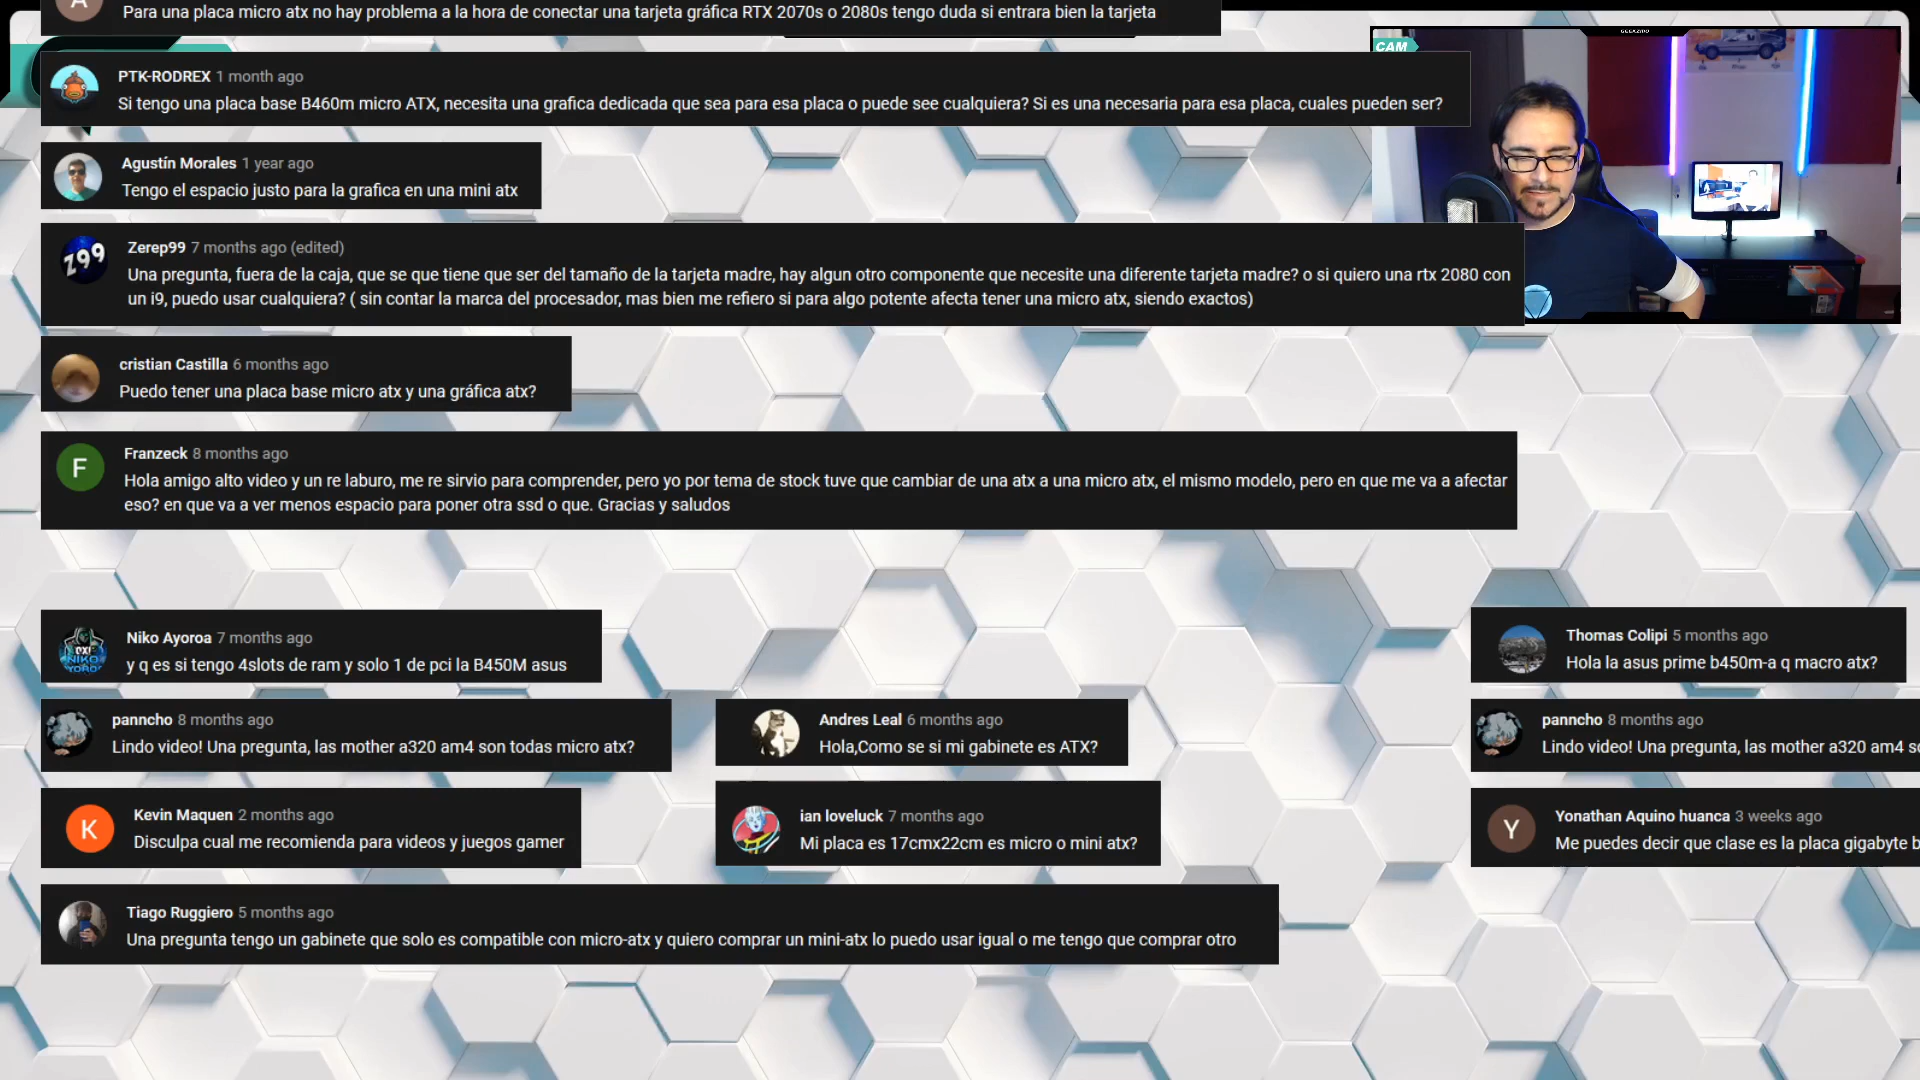 A
Para una placa micro atx no hay problema a la hora de conectar una tarjeta gráfica RTX 2070s o 2080s tengo duda si entrara bien la tarjeta
CAM
PTK-RODREX 1 month ago
Si tengo una placa base B460m micro ATX, necesita una grafica dedicada que sea para esa placa o puede see cualquiera? Si es una necesaria para esa placa, cuales pueden ser?
Agustín Morales 1 year ago
Tengo el espacio justo para la grafica en una mini atx
Z99
Zerep99 7 months ago (edited)
Una pregunta, fuera de la caja, que se que tiene que ser del tamaño de la tarjeta madre, hay algun otro componente que necesite una diferente tarjeta madre? o si quiero una rtx 2080 con
un i9, puedo usar cualquiera? ( sin contar la marca del procesador, mas bien me refiero si para algo potente afecta tener una micro atx, siendo exactos)
cristian Castilla 6 months ago
Puedo tener una placa base micro atx y una gráfica atx?
F
Franzeck 8 months ago
Hola amigo alto video y un re laburo, me re sirvio para comprender, pero yo por tema de stock tuve que cambiar de una atx a una micro atx, el mismo modelo, pero en que me va a afectar
eso? en que va a ver menos espacio para poner otra ssd o que. Gracias y saludos
Niko Ayoroa 7 months ago
y q es si tengo 4slots de ram y solo 1 de pci la B450M asus
Thomas Colipi 5 months ago
Hola la asus prime b450m-a q macro atx?
panncho 8 months ago
Lindo video! Una pregunta, las mother a320 am4 son todas micro atx?
Andres Leal 6 months ago
Hola,Como se si mi gabinete es ATX?
panncho 8 months ago
Lindo video! Una pregunta, las mother a320 am4 so
K
Kevin Maquen 2 months ago
Disculpa cual me recomienda para videos y juegos gamer
ian loveluck 7 months ago
Mi placa es 17cmx22cm es micro o mini atx?
Y
Yonathan Aquino huanca 3 weeks ago
Me puedes decir que clase es la placa gigabyte b
Tiago Ruggiero 5 months ago
Una pregunta tengo un gabinete que solo es compatible con micro-atx y quiero comprar un mini-atx lo puedo usar igual o me tengo que comprar otro